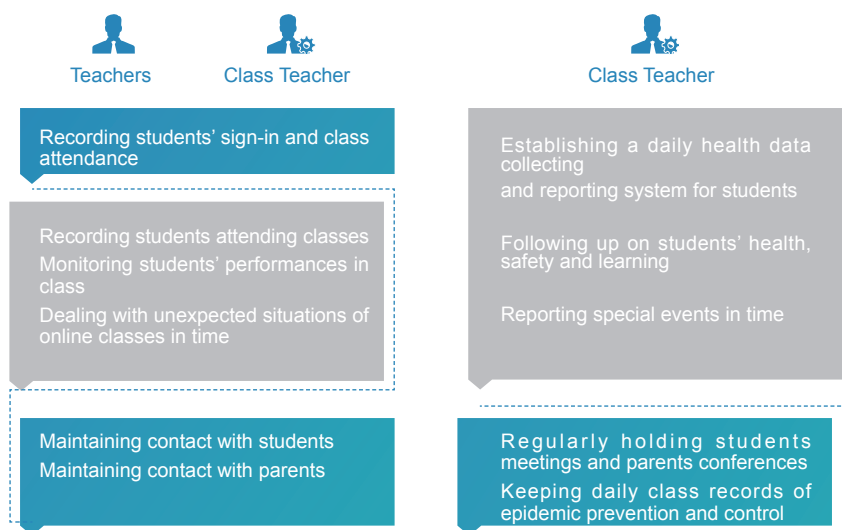 Teachers
Class Teacher
Recording students' sign-in and class
attendance
Recording students attending classes
Monitoring students' performances in
class
Dealing with unexpected situations of
online classes in time
Maintaining contact with students
Maintaining contact with parents
Class Teacher
Establishing a daily health data
collecting
and reporting system for students
Following up on students' health,
safety and learning
Reporting special events in time
Regularly holding students
meetings and parents conferences
Keeping daily class records of
epidemic prevention and control